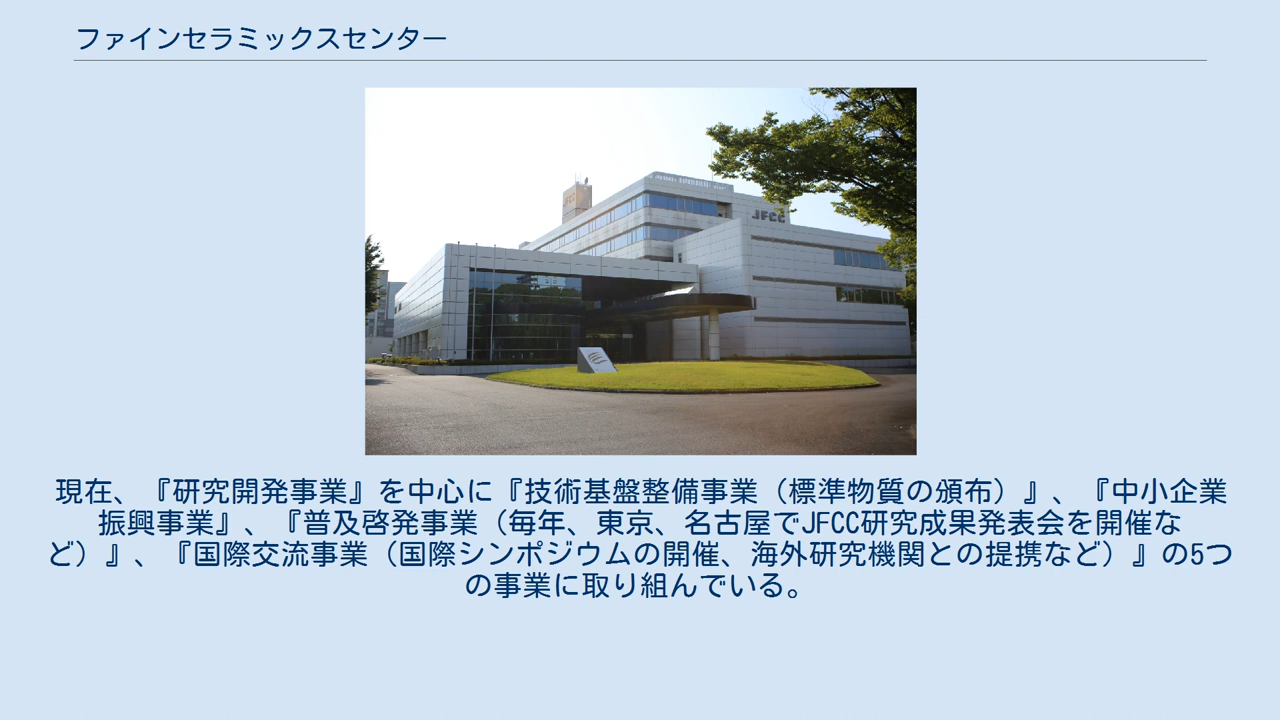 ファインセラミックスセンター
JFCC
JFCC
現在、『研究開発事業』を中心に『技術基盤整備事業（標準物質の頒布）』、『中小企業
振興事業』、『普及啓発事業（毎年、東京、名古屋でJFCC研究成果発表会を開催な
ど）』、『国際交流事業（国際シンポジウムの開催、海外研究機関との提携など）』の5つ
の事業に取り組んでいる。